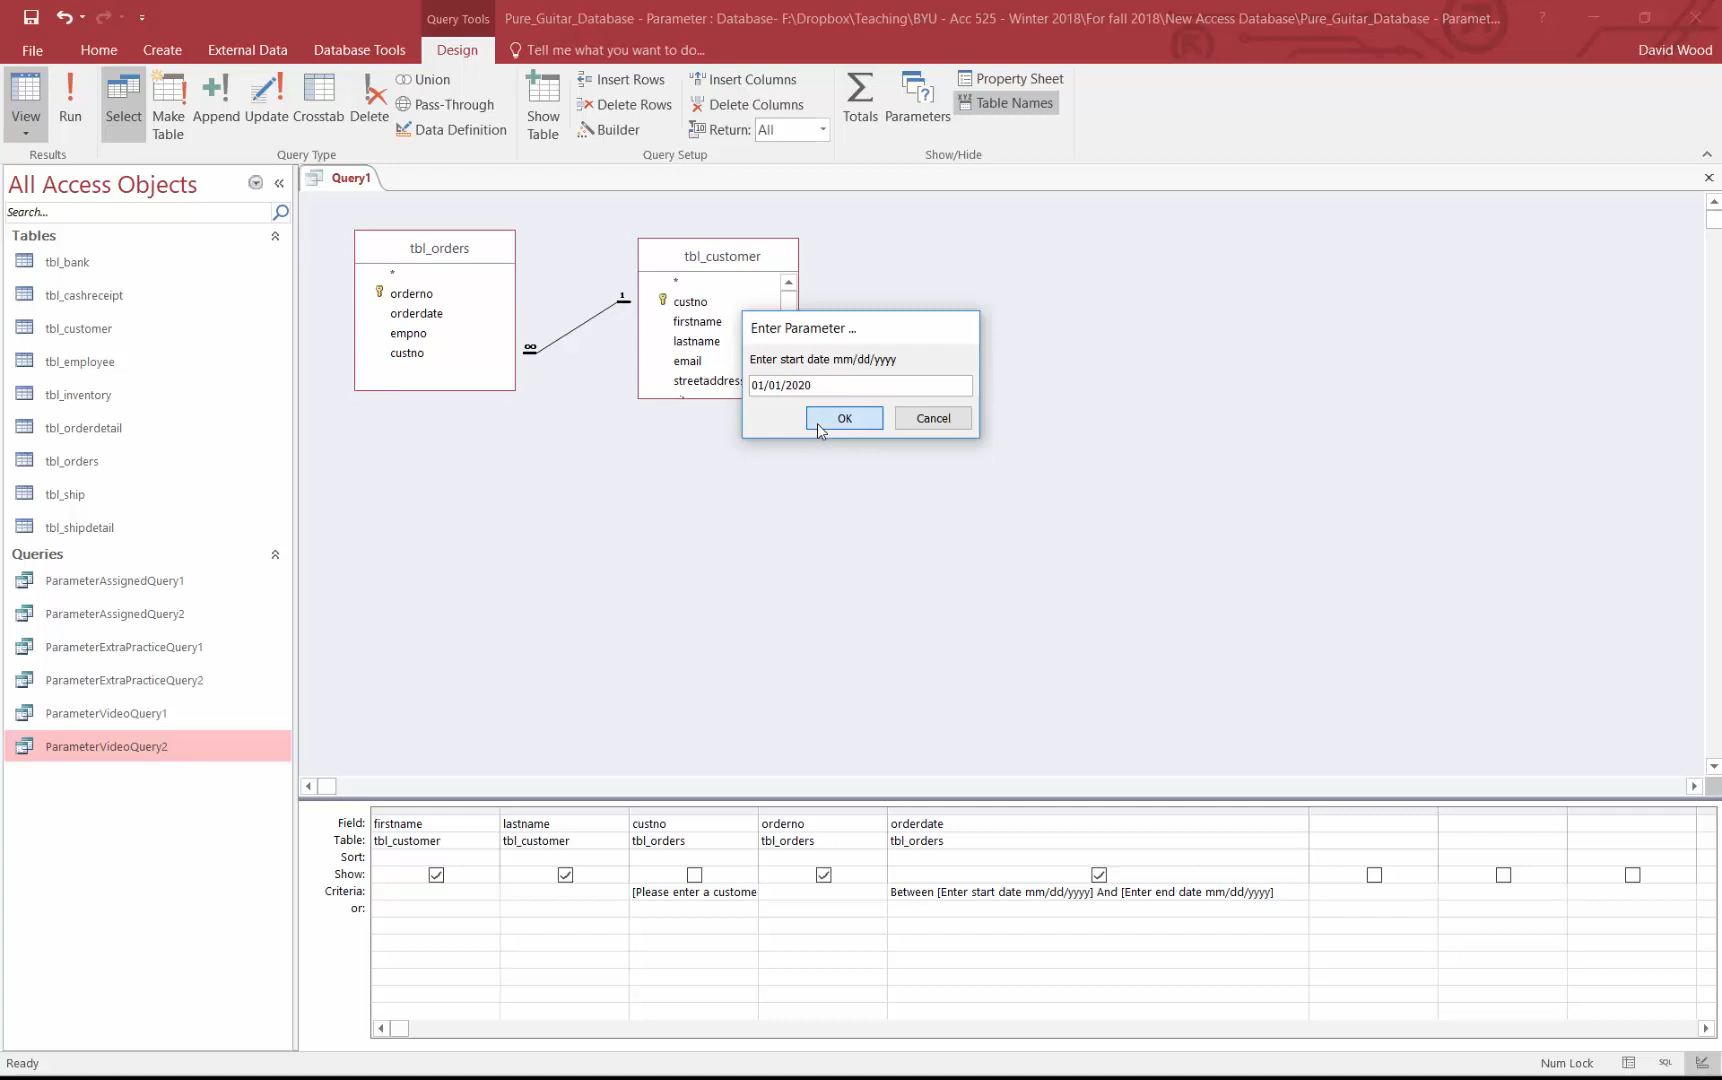 Query Tools
Pure_Guitar_Database - Parameter : Database- F:\Dropbox\Teaching\BYU - Acc 525 - Winter 2018\For fall 2018\New Access Database\Pure_Guitar_Database - Paramet...
File Home Create External Data Database Tools Design Tell me what you want to do... David Wood
View Run Select Make Table Append Update Crosstab Delete
Union
Pass-Through
Data Definition
Show Table
Insert Rows
Delete Rows
Builder
Insert Columns
Delete Columns
Return: All
Totals Parameters
Property Sheet
Table Names
Results Query Type Query Setup Show/Hide
All Access Objects
Search...
Tables
tbl_bank
tbl_cashreceipt
tbl_customer
tbl_employee
tbl_inventory
tbl_orderdetail
tbl_orders
tbl_ship
tbl_shipdetail
Queries
ParameterAssignedQuery1
ParameterAssignedQuery2
ParameterExtraPracticeQuery1
ParameterExtraPracticeQuery2
ParameterVideoQuery1
ParameterVideoQuery2
Query1
tbl_orders
*
orderno
orderdate
empno
custno
∞
1
tbl_customer
*
custno
firstname
lastname
email
streetaddress
Enter Parameter ...
Enter start date mm/dd/yyyy
01/01/2020
OK Cancel
Field: firstname lastname custno orderno orderdate
Table: tbl_customer tbl_customer tbl_orders tbl_orders tbl_orders
Sort:
Show:
Criteria: [Please enter a custome Between [Enter start date mm/dd/yyyy] And [Enter end date mm/dd/yyyy]
or:
Ready Num Lock SQL